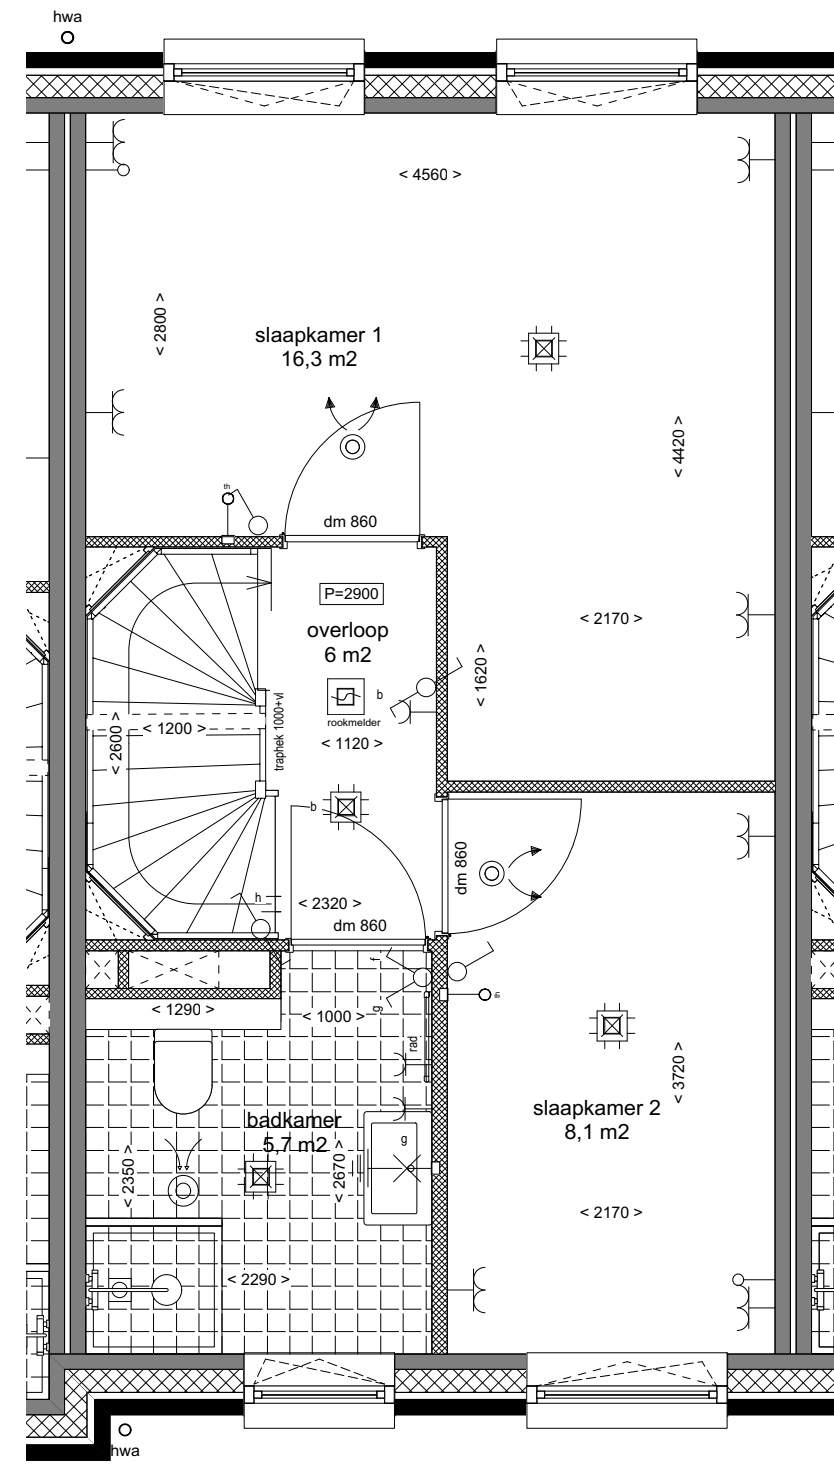 hwa
< 4560 >
< 2800 >
slaapkamer 1
16,3 m2
< 4420 >
th
dm 860
P=2900
overloop
6 m2
< 2170 >
< 1620 >
b
rookmelder
traphek 1000+vl
< 1200 >
< 2600 >
< 1120 >
b
dm 860
h
< 2320 >
dm 860
f
g
th
< 1290 >
< 1000 >
rad
< 3720 >
slaapkamer 2
8,1 m2
badkamer
5,7 m2
g
< 2350 >
< 2670 >
< 2170 >
< 2290 >
hwa